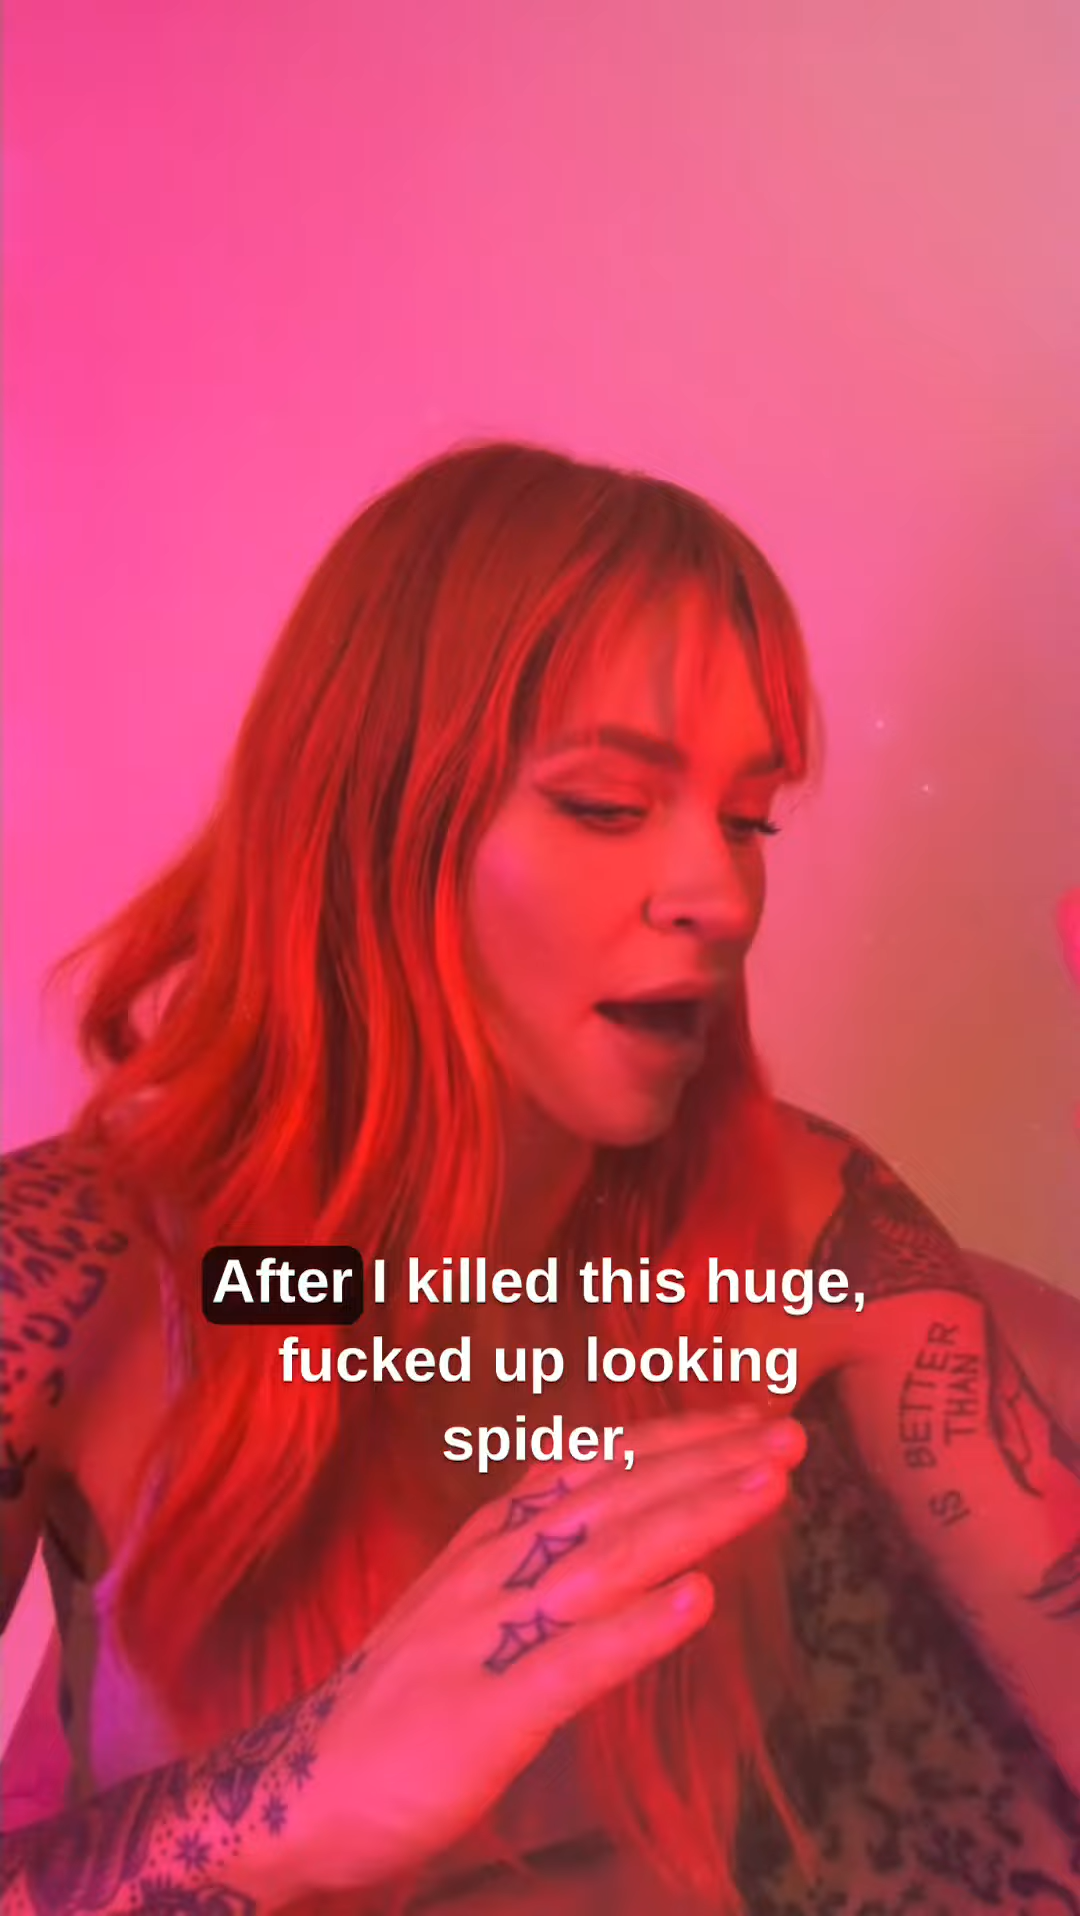 After I killed this huge,
fucked up looking
spider,
IS BETTER
THAN